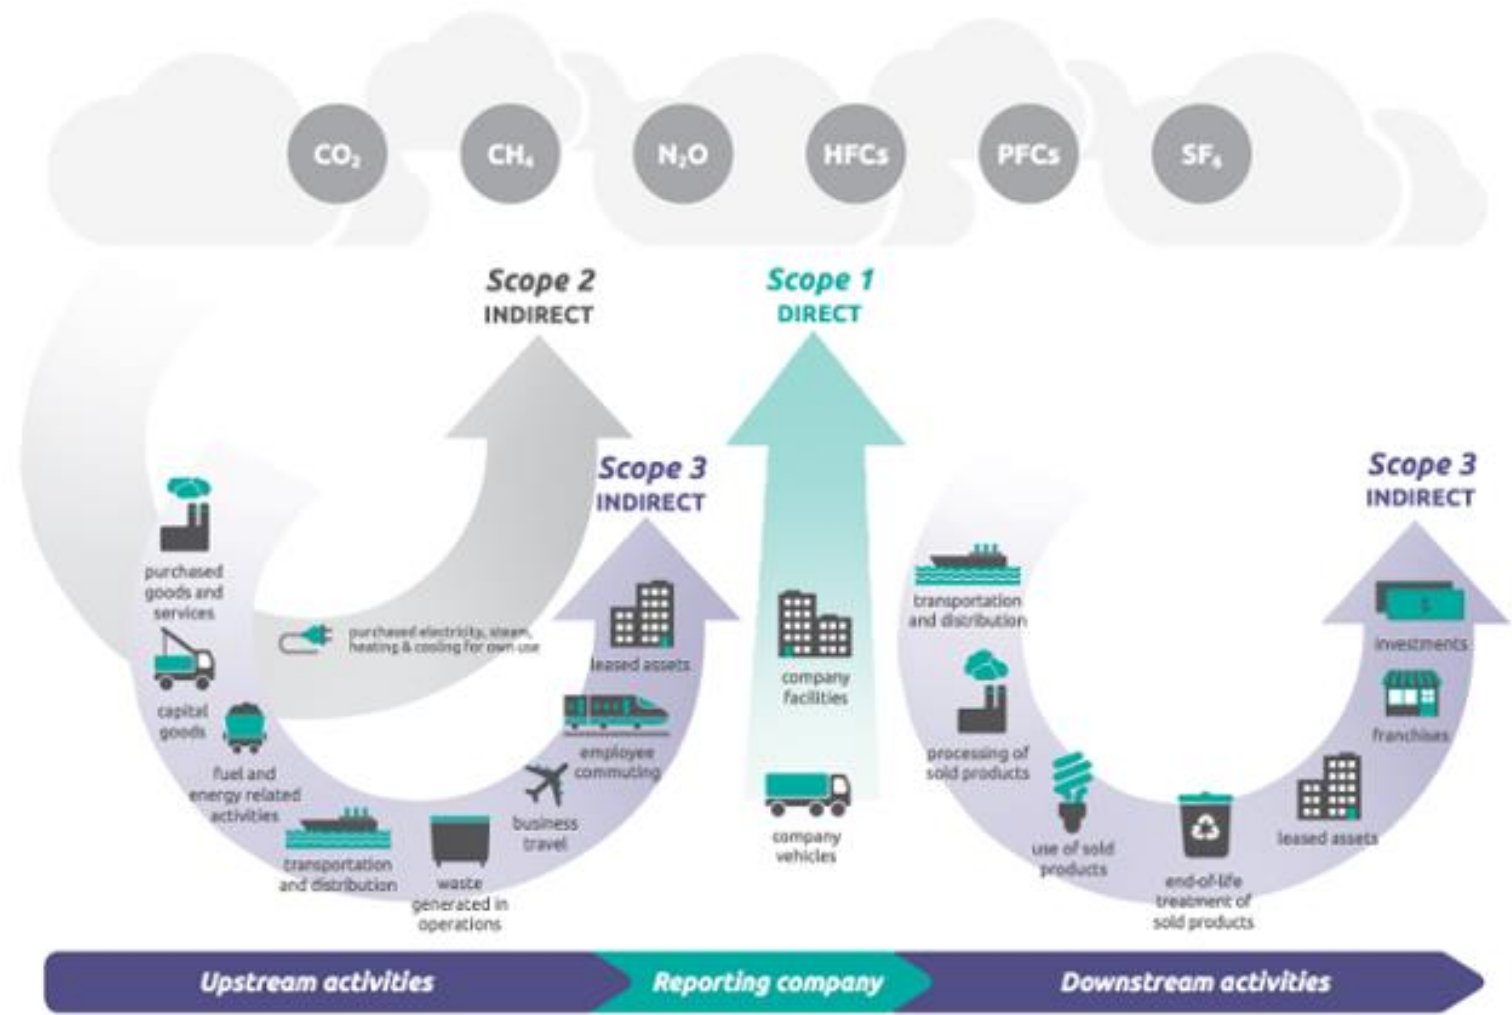 CO₂
CH₄
N₂O
HFCs
PFCs
SF₆
Scope 2
INDIRECT
Scope 1
DIRECT
Scope 3
INDIRECT
Scope 3
INDIRECT
purchased
goods and
services
capital
goods
fuel and
energy related
activities
transportation
and distribution
waste
generated in
operations
business
travel
employee
commuting
leased assets
purchased electricity, steam,
heating & cooling for own use
company
facilities
company
vehicles
transportation
and distribution
processing of
sold products
use of sold
products
end-of-life
treatment of
sold products
leased assets
franchises
investments
$
Upstream activities
Reporting company
Downstream activities